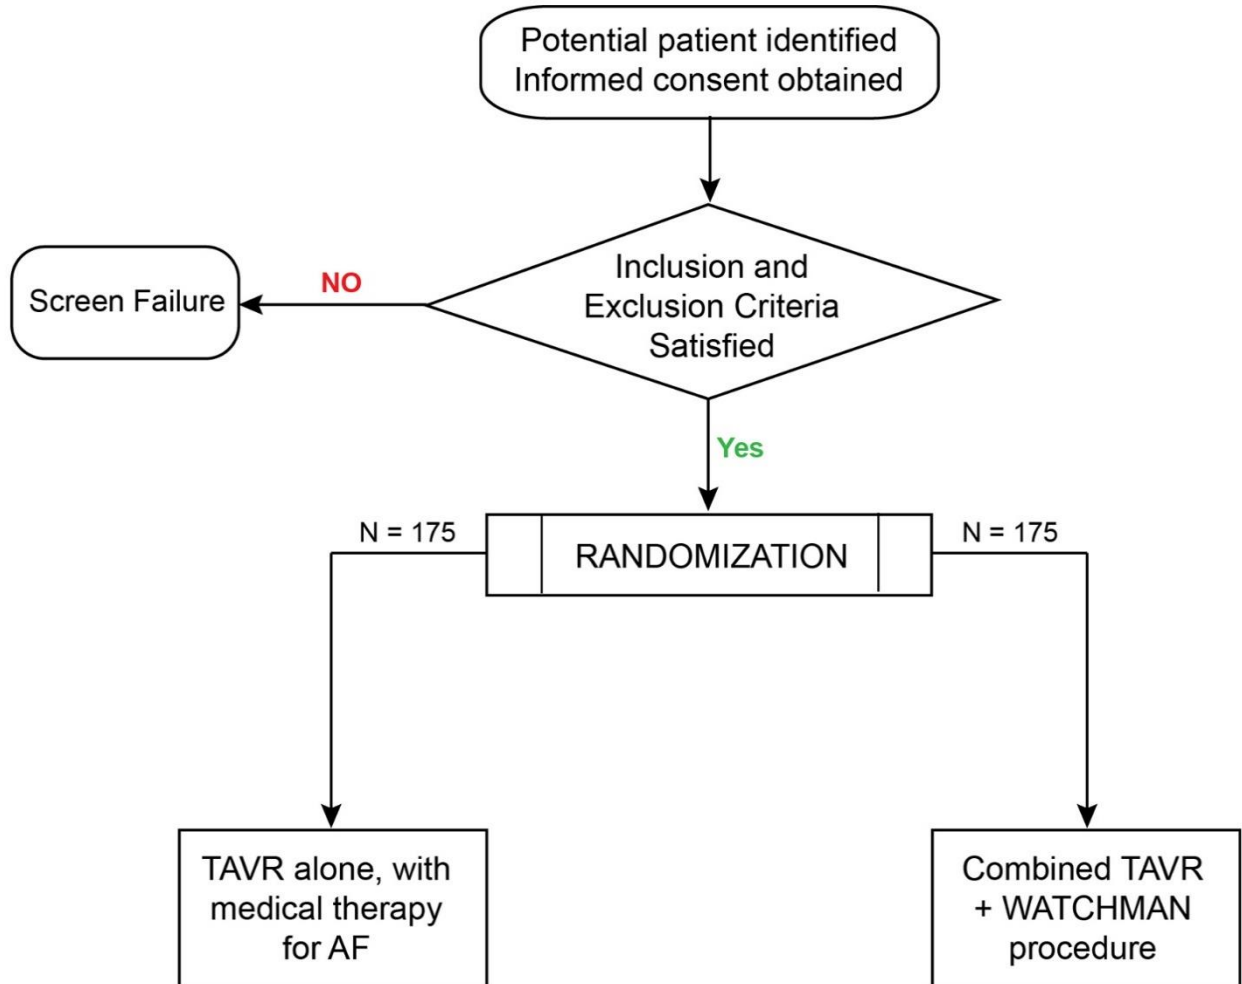 Potential patient identified
Informed consent obtained
Inclusion and
Exclusion Criteria
Satisfied
NO
Screen Failure
Yes
N = 175
RANDOMIZATION
N = 175
TAVR alone, with
medical therapy
for AF
Combined TAVR
+ WATCHMAN
procedure